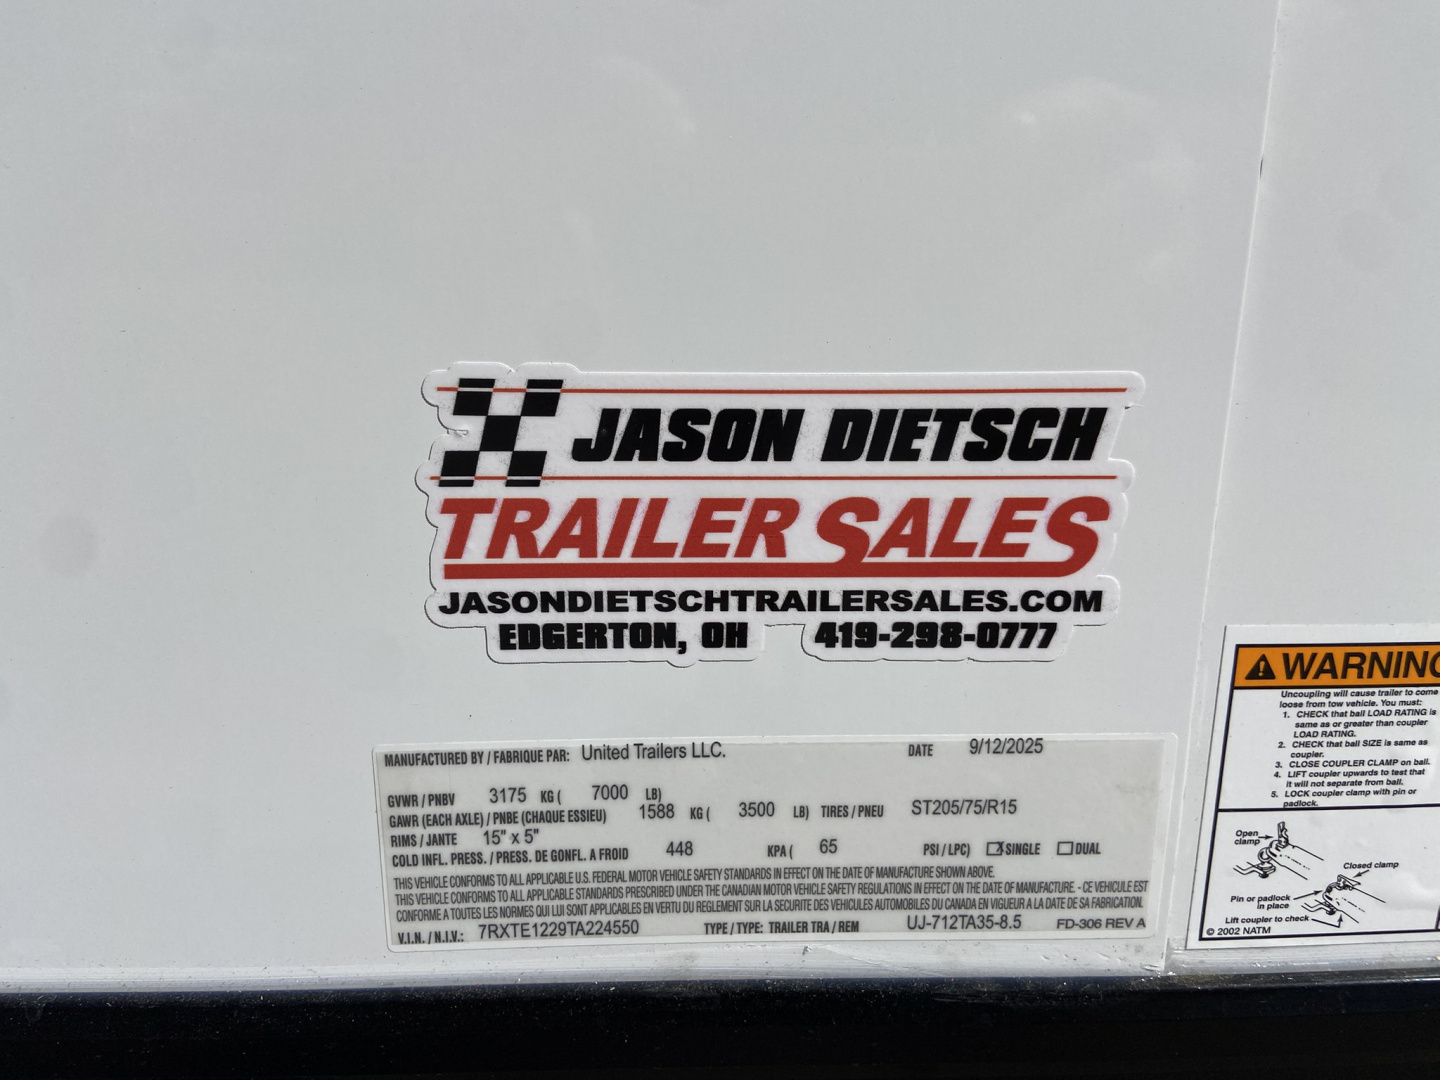 JASON DIETSCH
TRAILER SALES
JASONDIETSCHTRAILERSALES.COM
EDGERTON, OH 419-298-0777
MANUFACTURED BY / FABRIQUE PAR: United Trailers LLC. DATE 9/12/2025
GVWR / PNBV 3175 KG ( 7000 LB)
GAWR (EACH AXLE) / PNBE (CHAQUE ESSIEU) 1588 KG ( 3500 LB) TIRES / PNEU ST205/75/R15
RIMS / JANTE 15" x 5"
COLD INFL. PRESS. / PRESS. DE GONFL. A FROID 448 KPA ( 65 PSI / LPC) X SINGLE DUAL
THIS VEHICLE CONFORMS TO ALL APPLICABLE U.S. FEDERAL MOTOR VEHICLE SAFETY STANDARDS IN EFFECT ON THE DATE OF MANUFACTURE SHOWN ABOVE.
THIS VEHICLE CONFORMS TO ALL APPLICABLE STANDARDS PRESCRIBED UNDER THE CANADIAN MOTOR VEHICLE SAFETY REGULATIONS IN EFFECT ON THE DATE OF MANUFACTURE. - CE VEHICULE EST
CONFORME A TOUTES LES NORMES QUI LUI SONT APPLICABLES EN VERTU DU REGLEMENT SUR LA SECURITE DES VEHICULES AUTOMOBILES DU CANADA EN VIGUEUR A LA DATE DE SA FABRICATION.
V.I.N. / N.I.V.: 7RXTE1229TA224550 TYPE / TYPE: TRAILER TRA / REM UJ-712TA35-8.5 FD-306 REV A
WARNING
Uncoupling will cause trailer to come
loose from tow vehicle. You must:
1. CHECK that ball LOAD RATING is
same as or greater than coupler
LOAD RATING.
2. CHECK that ball SIZE is same as
coupler.
3. CLOSE COUPLER CLAMP on ball.
4. LIFT coupler upwards to test that
it will not separate from ball.
5. LOCK coupler clamp with pin or
padlock.
Open
clamp
Closed clamp
Pin or padlock
in place
Lift coupler to check
© 2002 NATM